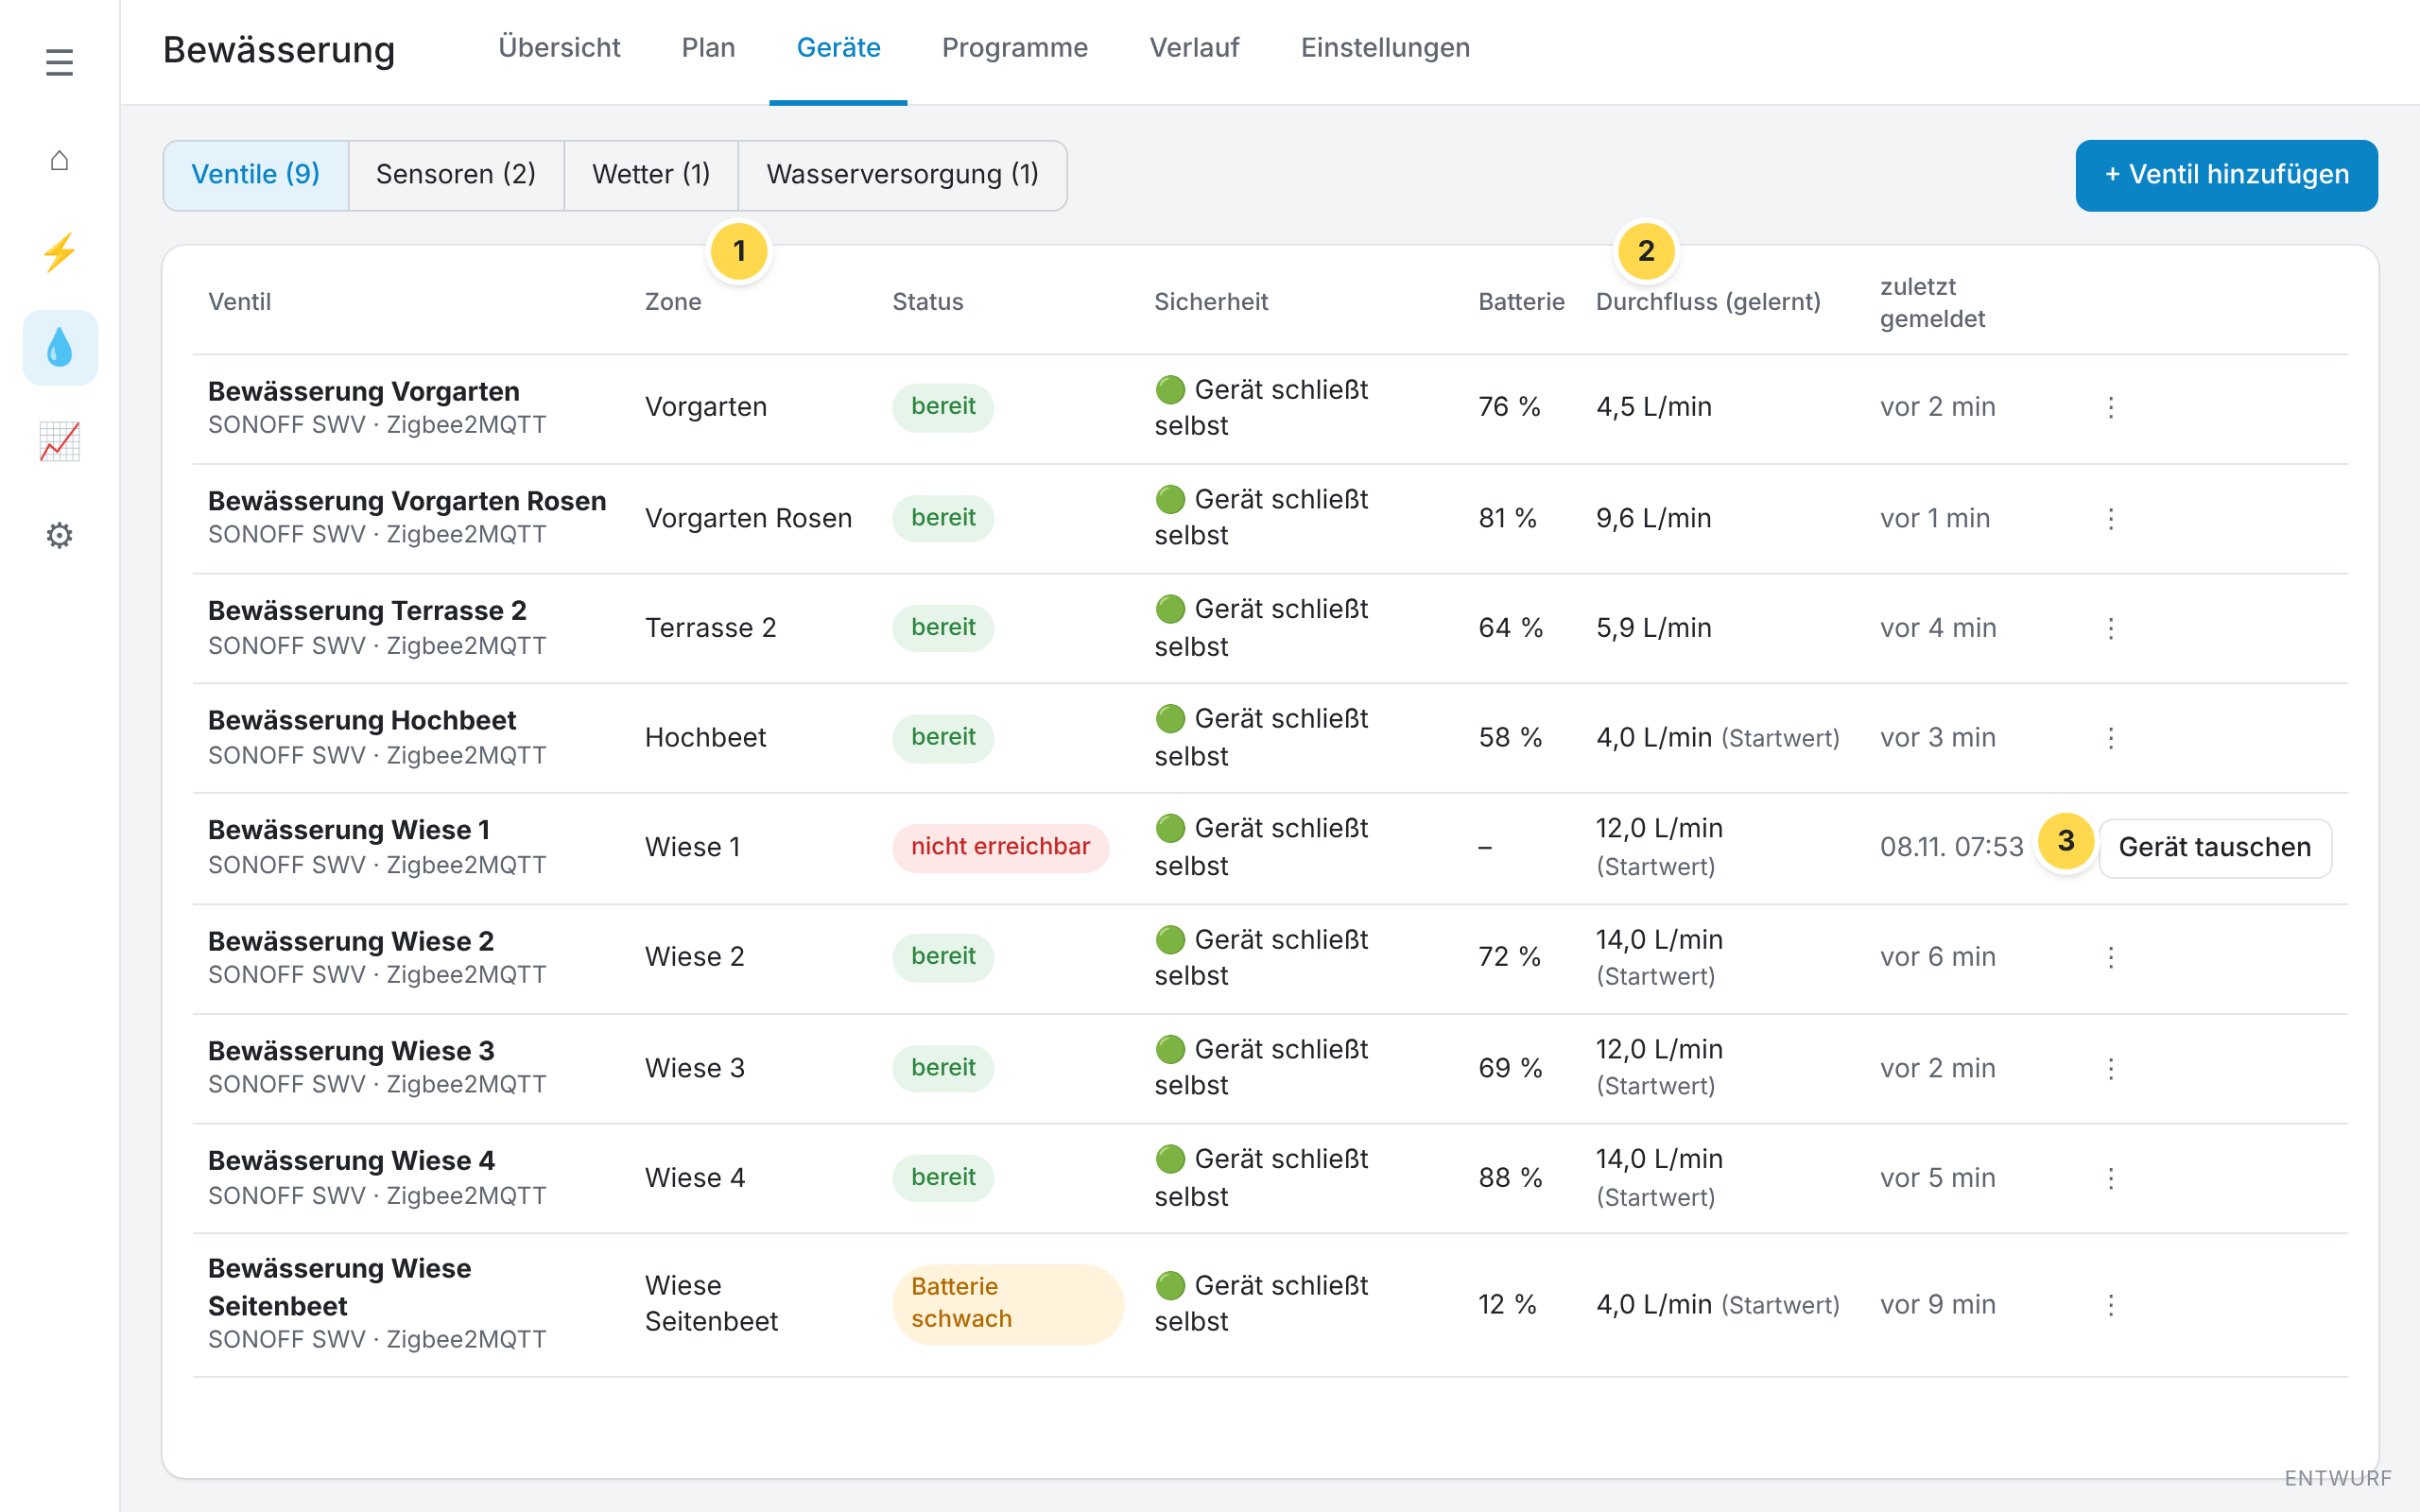 Bewässerung
Übersicht
Plan
Geräte
Programme
Verlauf
Einstellungen
Ventile (9)
Sensoren (2)
Wetter (1)
Wasserversorgung (1)
+ Ventil hinzufügen
1
2
Ventil
Zone
Status
Sicherheit
Batterie
Durchfluss (gelernt)
zuletzt
gemeldet
Bewässerung Vorgarten
SONOFF SWV · Zigbee2MQTT
Vorgarten
bereit
Gerät schließt
selbst
76 %
4,5 L/min
vor 2 min
Bewässerung Vorgarten Rosen
SONOFF SWV · Zigbee2MQTT
Vorgarten Rosen
bereit
Gerät schließt
selbst
81 %
9,6 L/min
vor 1 min
Bewässerung Terrasse 2
SONOFF SWV · Zigbee2MQTT
Terrasse 2
bereit
Gerät schließt
selbst
64 %
5,9 L/min
vor 4 min
Bewässerung Hochbeet
SONOFF SWV · Zigbee2MQTT
Hochbeet
bereit
Gerät schließt
selbst
58 %
4,0 L/min (Startwert)
vor 3 min
Bewässerung Wiese 1
SONOFF SWV · Zigbee2MQTT
Wiese 1
nicht erreichbar
Gerät schließt
selbst
–
12,0 L/min
(Startwert)
08.11. 07:53
3
Gerät tauschen
Bewässerung Wiese 2
SONOFF SWV · Zigbee2MQTT
Wiese 2
bereit
Gerät schließt
selbst
72 %
14,0 L/min
(Startwert)
vor 6 min
Bewässerung Wiese 3
SONOFF SWV · Zigbee2MQTT
Wiese 3
bereit
Gerät schließt
selbst
69 %
12,0 L/min
(Startwert)
vor 2 min
Bewässerung Wiese 4
SONOFF SWV · Zigbee2MQTT
Wiese 4
bereit
Gerät schließt
selbst
88 %
14,0 L/min
(Startwert)
vor 5 min
Bewässerung Wiese
Seitenbeet
SONOFF SWV · Zigbee2MQTT
Wiese
Seitenbeet
Batterie
schwach
Gerät schließt
selbst
12 %
4,0 L/min (Startwert)
vor 9 min
ENTWURF